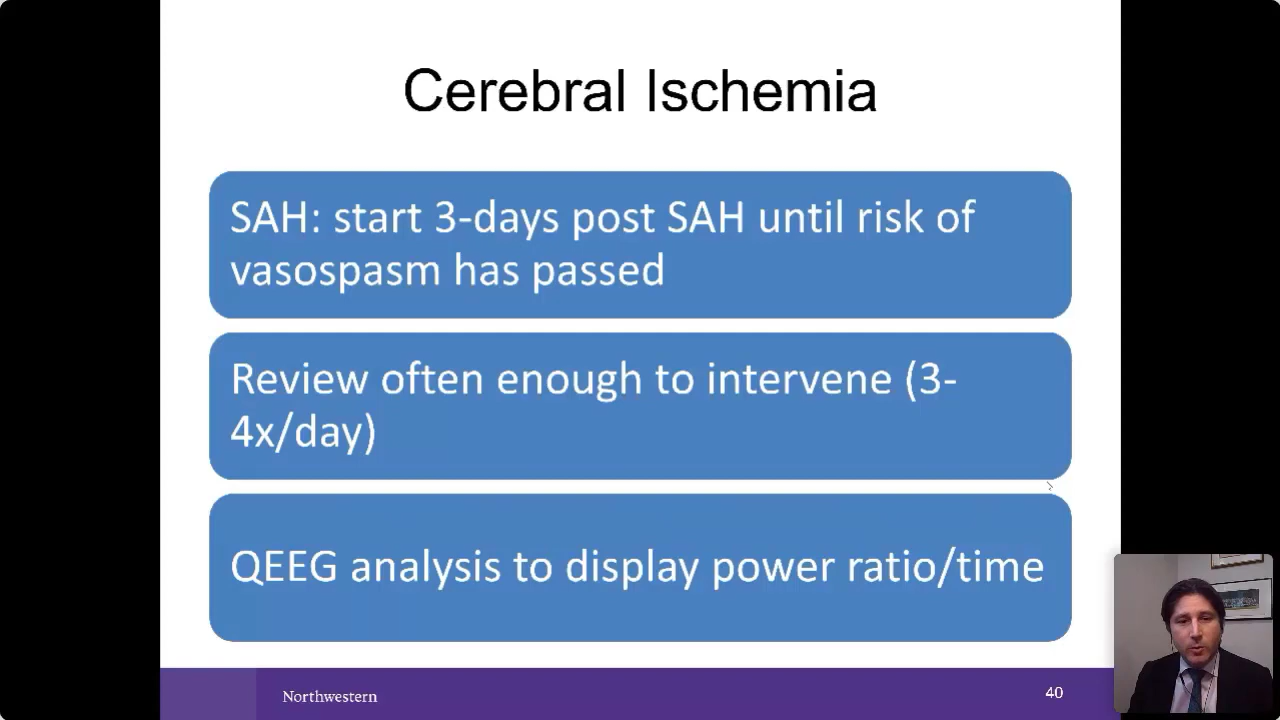 Cerebral Ischemia
SAH: start 3-days post SAH until risk of
vasospasm has passed
Review often enough to intervene (3-
4x/day)
QEEG analysis to display power ratio/time
Northwestern
40